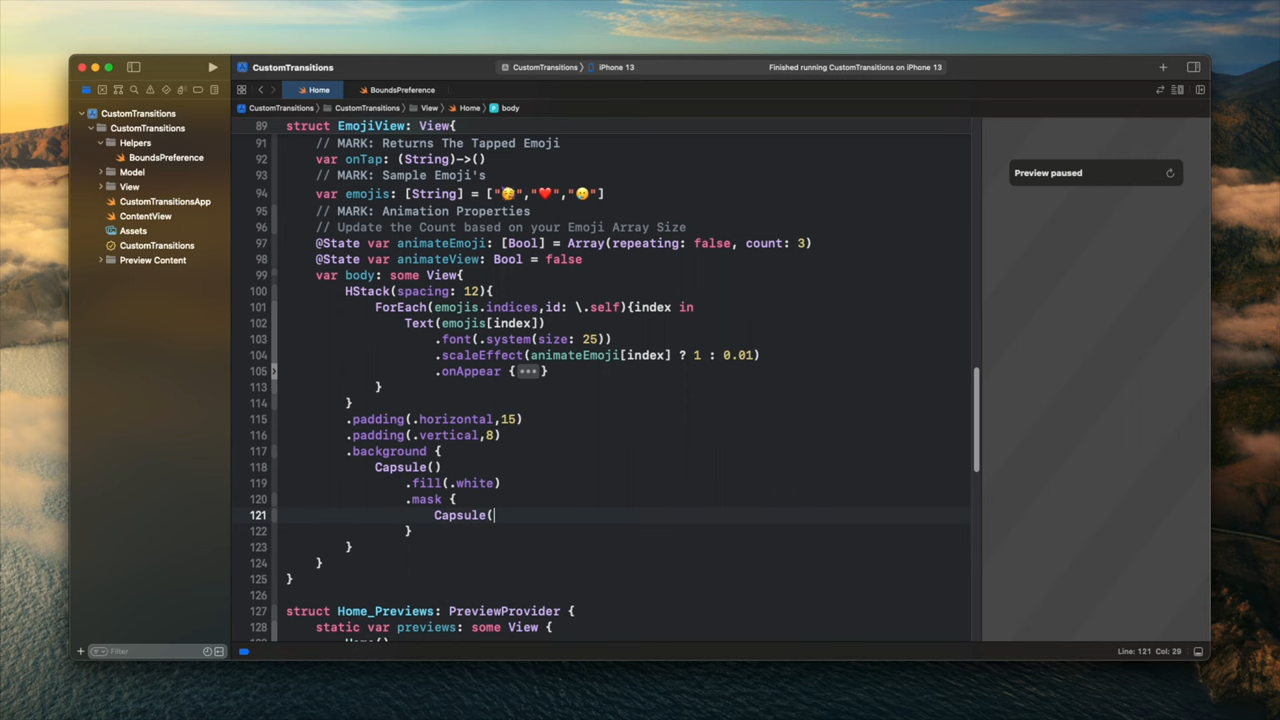 CustomTransitions
CustomTransitions > iPhone 13
Finished running CustomTransitions on iPhone 13
Home
BoundsPreference
CustomTransitions > CustomTransitions > View > Home > body
CustomTransitions
CustomTransitions
Helpers
BoundsPreference
Model
View
CustomTransitionsApp
ContentView
Assets
CustomTransitions
Preview Content
89 struct EmojiView: View{
91 // MARK: Returns The Tapped Emoji
92 var onTap: (String)->()
93 // MARK: Sample Emoji's
94 var emojis: [String] = ["🥳","❤️","🥲"]
95 // MARK: Animation Properties
96 // Update the Count based on your Emoji Array Size
97 @State var animateEmoji: [Bool] = Array(repeating: false, count: 3)
98 @State var animateView: Bool = false
99 var body: some View{
100 HStack(spacing: 12){
101 ForEach(emojis.indices,id: \.self){index in
102 Text(emojis[index])
103 .font(.system(size: 25))
104 .scaleEffect(animateEmoji[index] ? 1 : 0.01)
105 .onAppear {•••}
113 }
114 }
115 .padding(.horizontal,15)
116 .padding(.vertical,8)
117 .background {
118 Capsule()
119 .fill(.white)
120 .mask {
121 Capsule(
122 }
123 }
124 }
125 }
127 struct Home_Previews: PreviewProvider {
128 static var previews: some View {
Preview paused
Filter
Line: 121 Col: 29